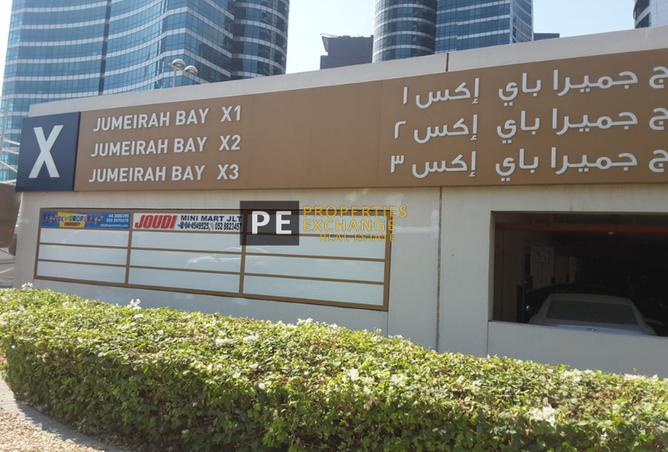 X
JUMEIRAH BAY X1
JUMEIRAH BAY X2
JUMEIRAH BAY X3
ج جميرا باي إكس ١
ج جميرا باي إكس ٢
ج جميرا باي إكس ٣
JOUDI MINI MART JLT
PE PROPERTIES EXCHANGE REAL ESTATE